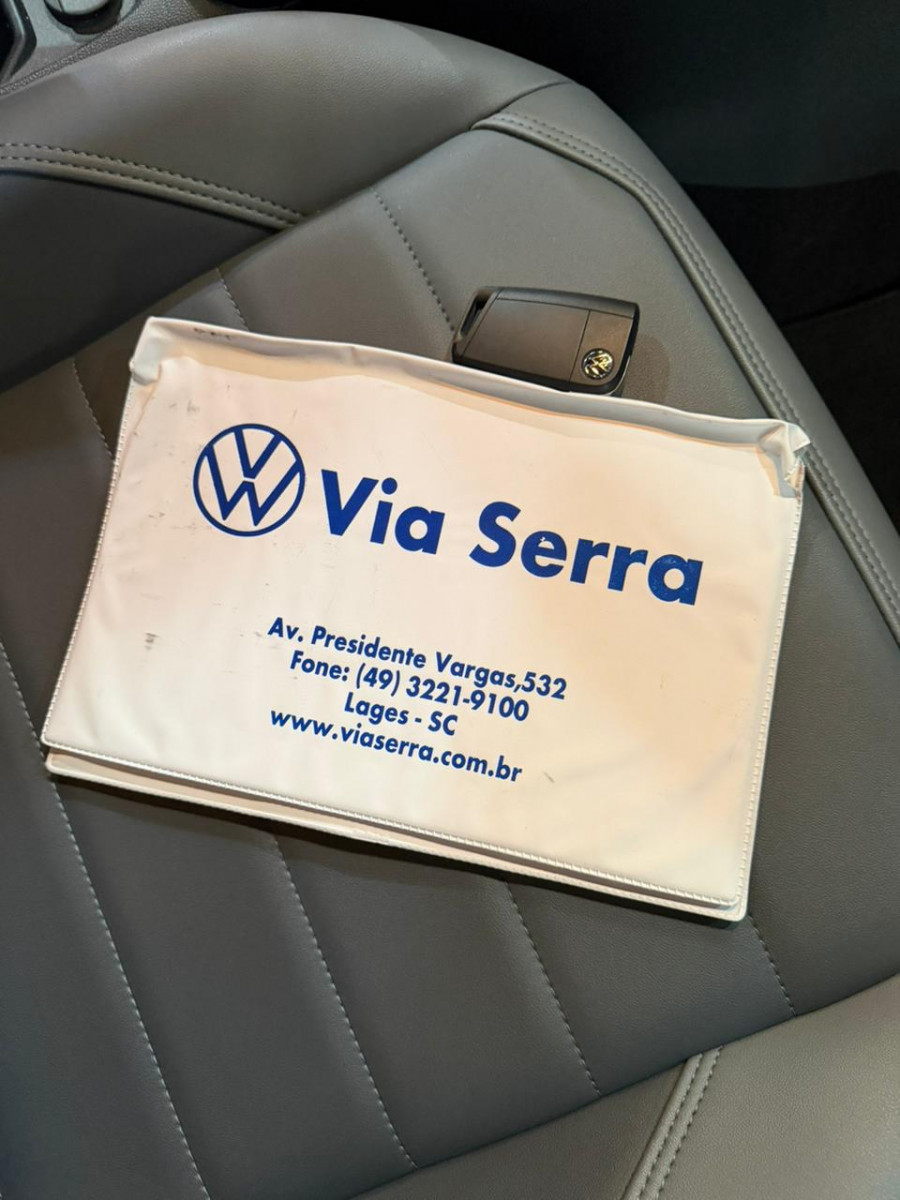 Via Serra
Av. Presidente Vargas,532
Fone: (49) 3221-9100
Lages - SC
www.viaserra.com.br